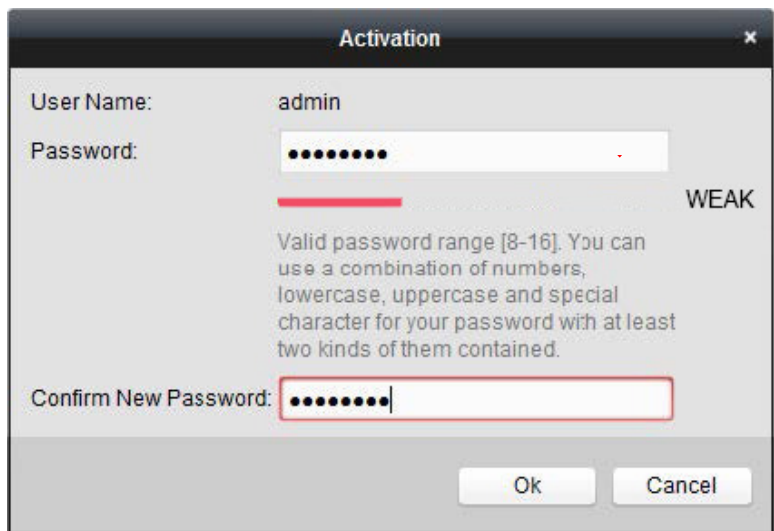 Activation ×
User Name: admin
Password: ●●●●●●●●
WEAK
Valid password range [8-16]. You can
use a combination of numbers,
lowercase, uppercase and special
character for your password with at least
two kinds of them contained.
Confirm New Password: ●●●●●●●●
Ok Cancel